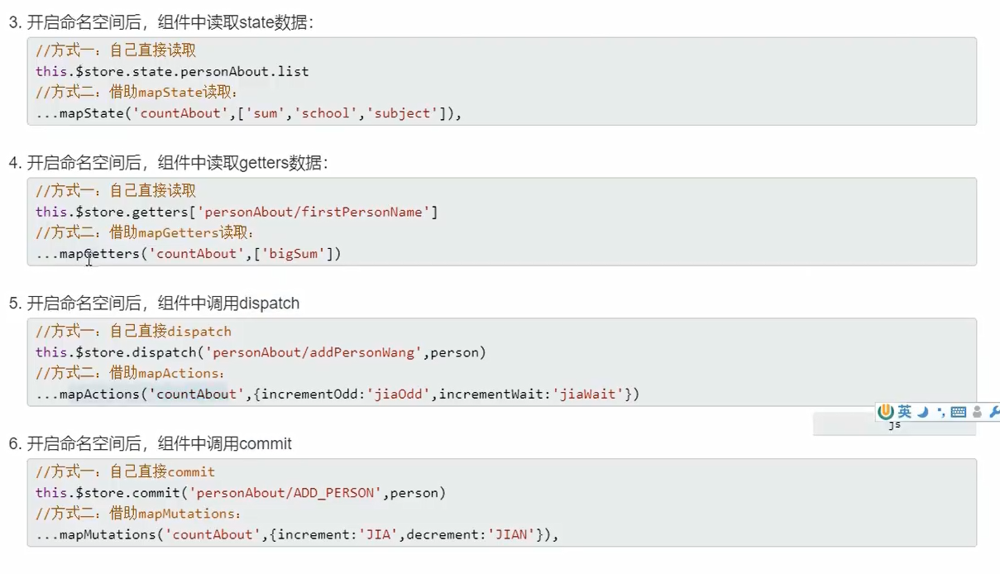 3. 开启命名空间后，组件中读取state数据：
//方式一：自己直接读取
this.$store.state.personAbout.list
//方式二：借助mapState读取：
...mapState('countAbout',['sum','school','subject']),
4. 开启命名空间后，组件中读取getters数据：
//方式一：自己直接读取
this.$store.getters['personAbout/firstPersonName']
//方式二：借助mapGetters读取：
...mapGetters('countAbout',['bigSum'])
5. 开启命名空间后，组件中调用dispatch
//方式一：自己直接dispatch
this.$store.dispatch('personAbout/addPersonWang',person)
//方式二：借助mapActions：
...mapActions('countAbout',{incrementOdd:'jiaOdd',incrementWait:'jiaWait'})
英
js
6. 开启命名空间后，组件中调用commit
//方式一：自己直接commit
this.$store.commit('personAbout/ADD_PERSON',person)
//方式二：借助mapMutations：
...mapMutations('countAbout',{increment:'JIA',decrement:'JIAN'}),